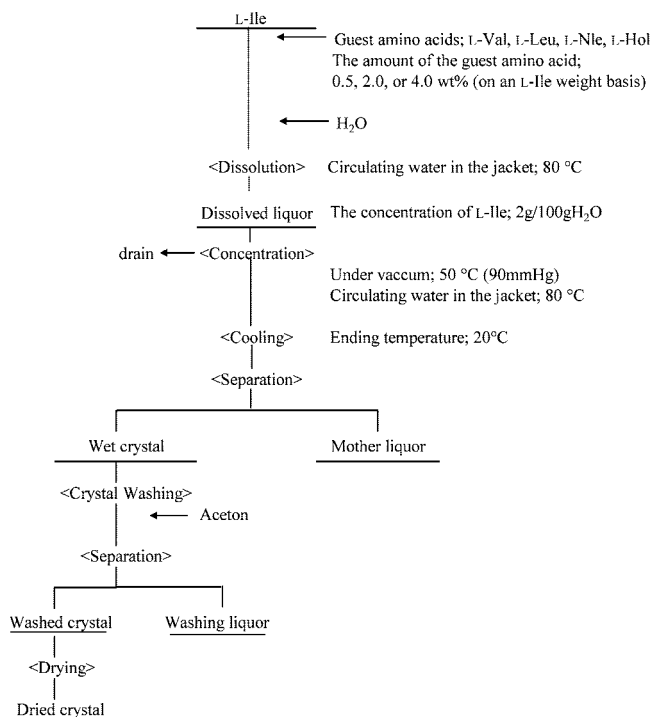 L-Ile
Guest amino acids; L-Val, L-Leu, L-Nle, L-Hol
The amount of the guest amino acid;
0.5, 2.0, or 4.0 wt% (on an L-Ile weight basis)
H₂O
<Dissolution> Circulating water in the jacket; 80 °C
Dissolved liquor The concentration of L-Ile; 2g/100gH₂O
drain <Concentration>
Under vaccum; 50 °C (90mmHg)
Circulating water in the jacket; 80 °C
<Cooling> Ending temperature; 20°C
<Separation>
Wet crystal Mother liquor
<Crystal Washing>
Aceton
<Separation>
Washed crystal Washing liquor
<Drying>
Dried crystal